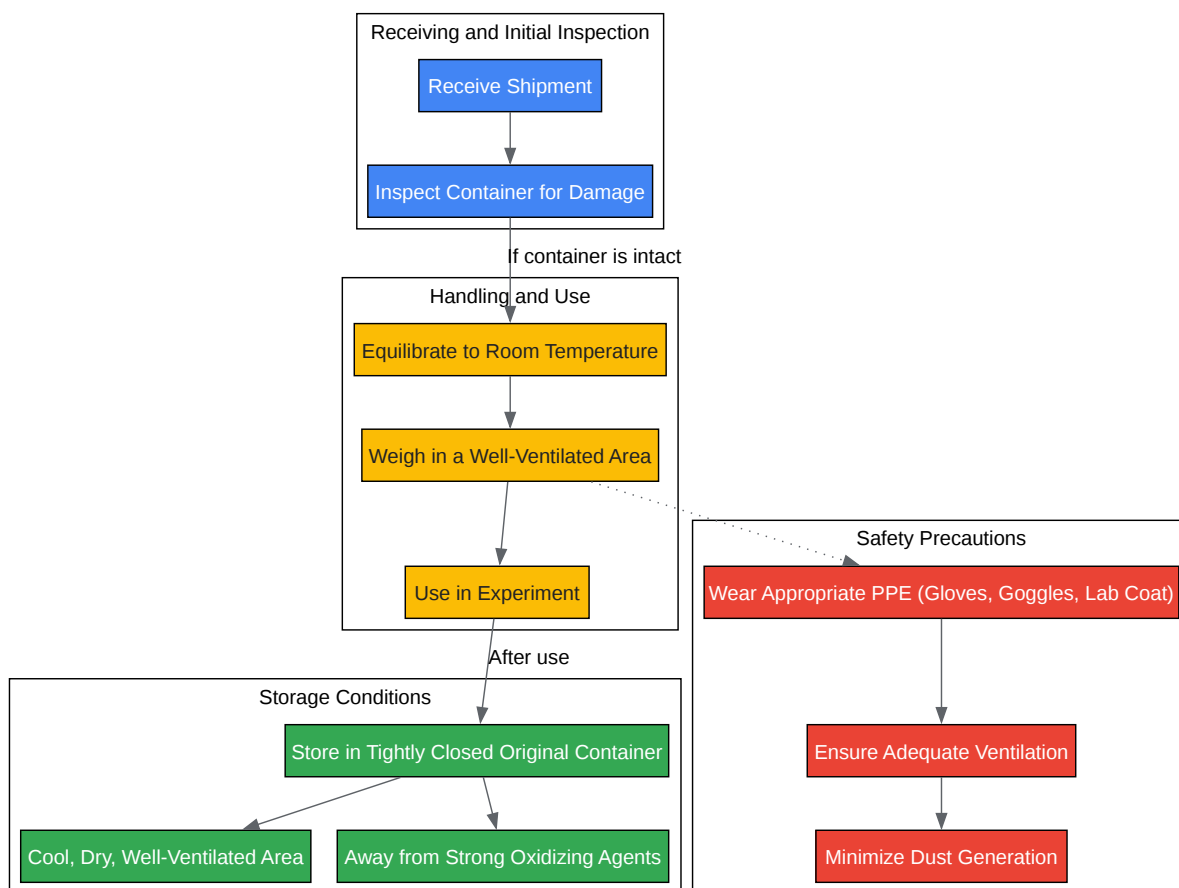 Receiving and Initial Inspection
Receive Shipment
Inspect Container for Damage
If container is intact
Handling and Use
Equilibrate to Room Temperature
Weigh in a Well-Ventilated Area
Use in Experiment
After use
Safety Precautions
Wear Appropriate PPE (Gloves, Goggles, Lab Coat)
Ensure Adequate Ventilation
Minimize Dust Generation
Storage Conditions
Store in Tightly Closed Original Container
Cool, Dry, Well-Ventilated Area
Away from Strong Oxidizing Agents